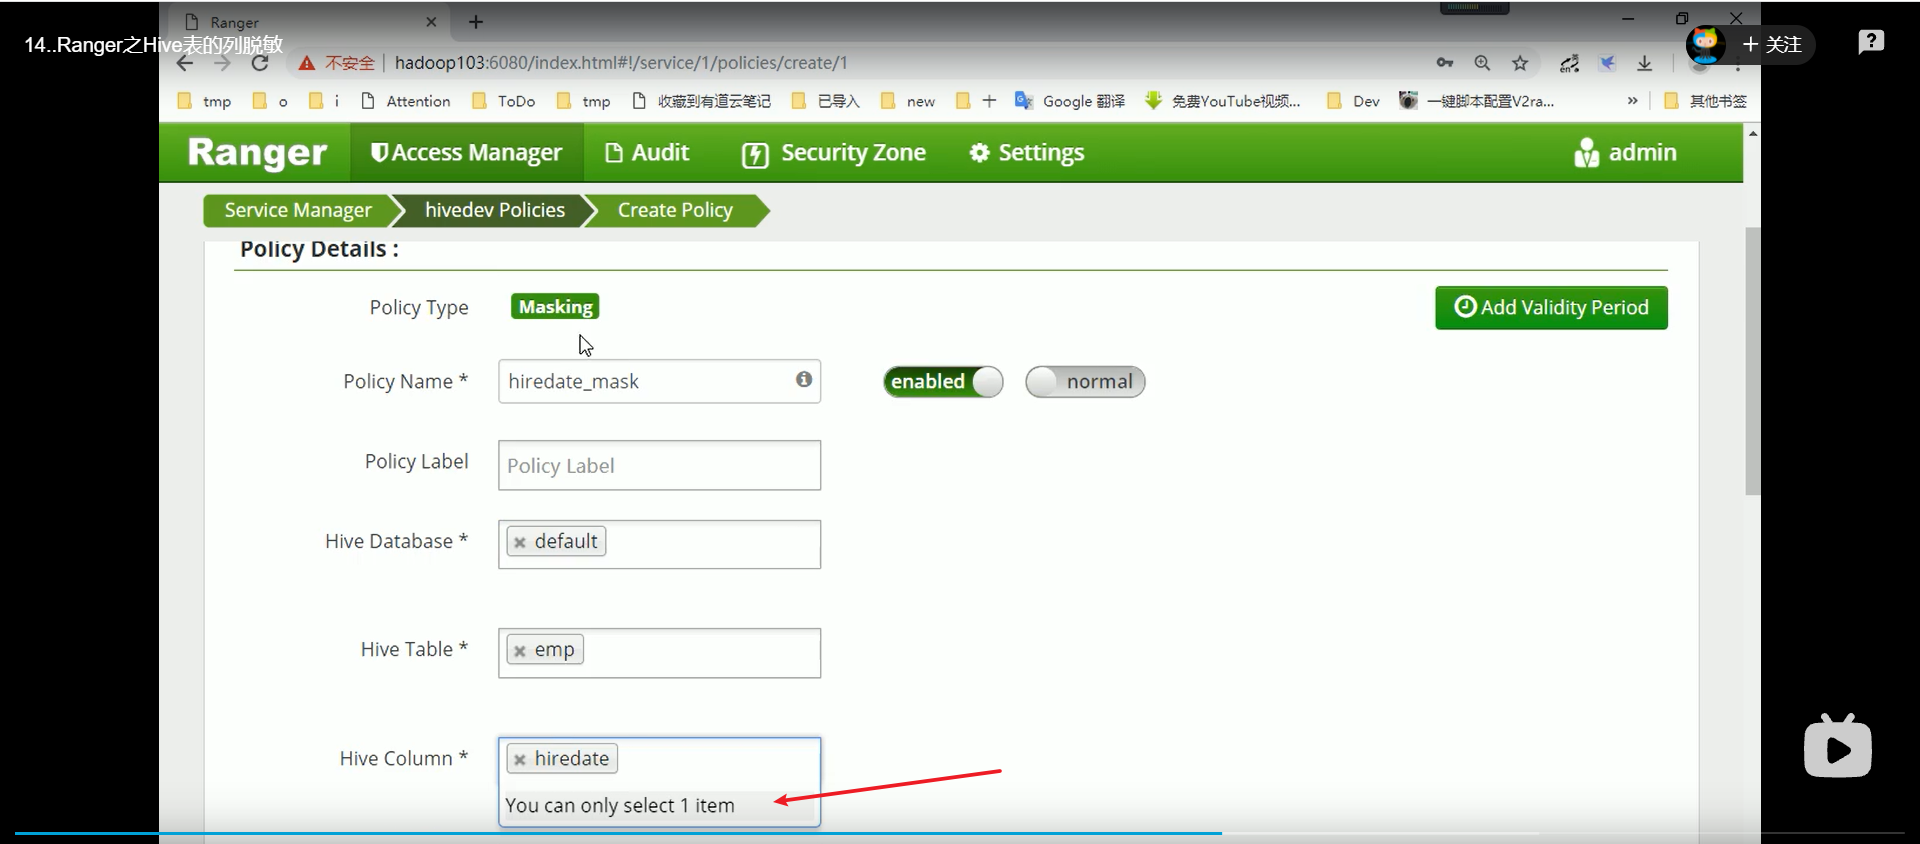 Ranger
14..Ranger之Hive表的列脱敏
不安全 | hadoop103:6080/index.html#!/service/1/policies/create/1
+ 关注
tmp o i Attention ToDo tmp 收藏到有道云笔记 已导入 new 十 Google 翻译 免费YouTube视频... Dev 一键脚本配置V2ra... » 其他书签
Ranger Access Manager Audit Security Zone Settings admin
Service Manager hivedev Policies Create Policy
Policy Details :
Policy Type Masking Add Validity Period
Policy Name * hiredate_mask enabled normal
Policy Label Policy Label
Hive Database * × default
Hive Table * × emp
Hive Column * × hiredate
You can only select 1 item